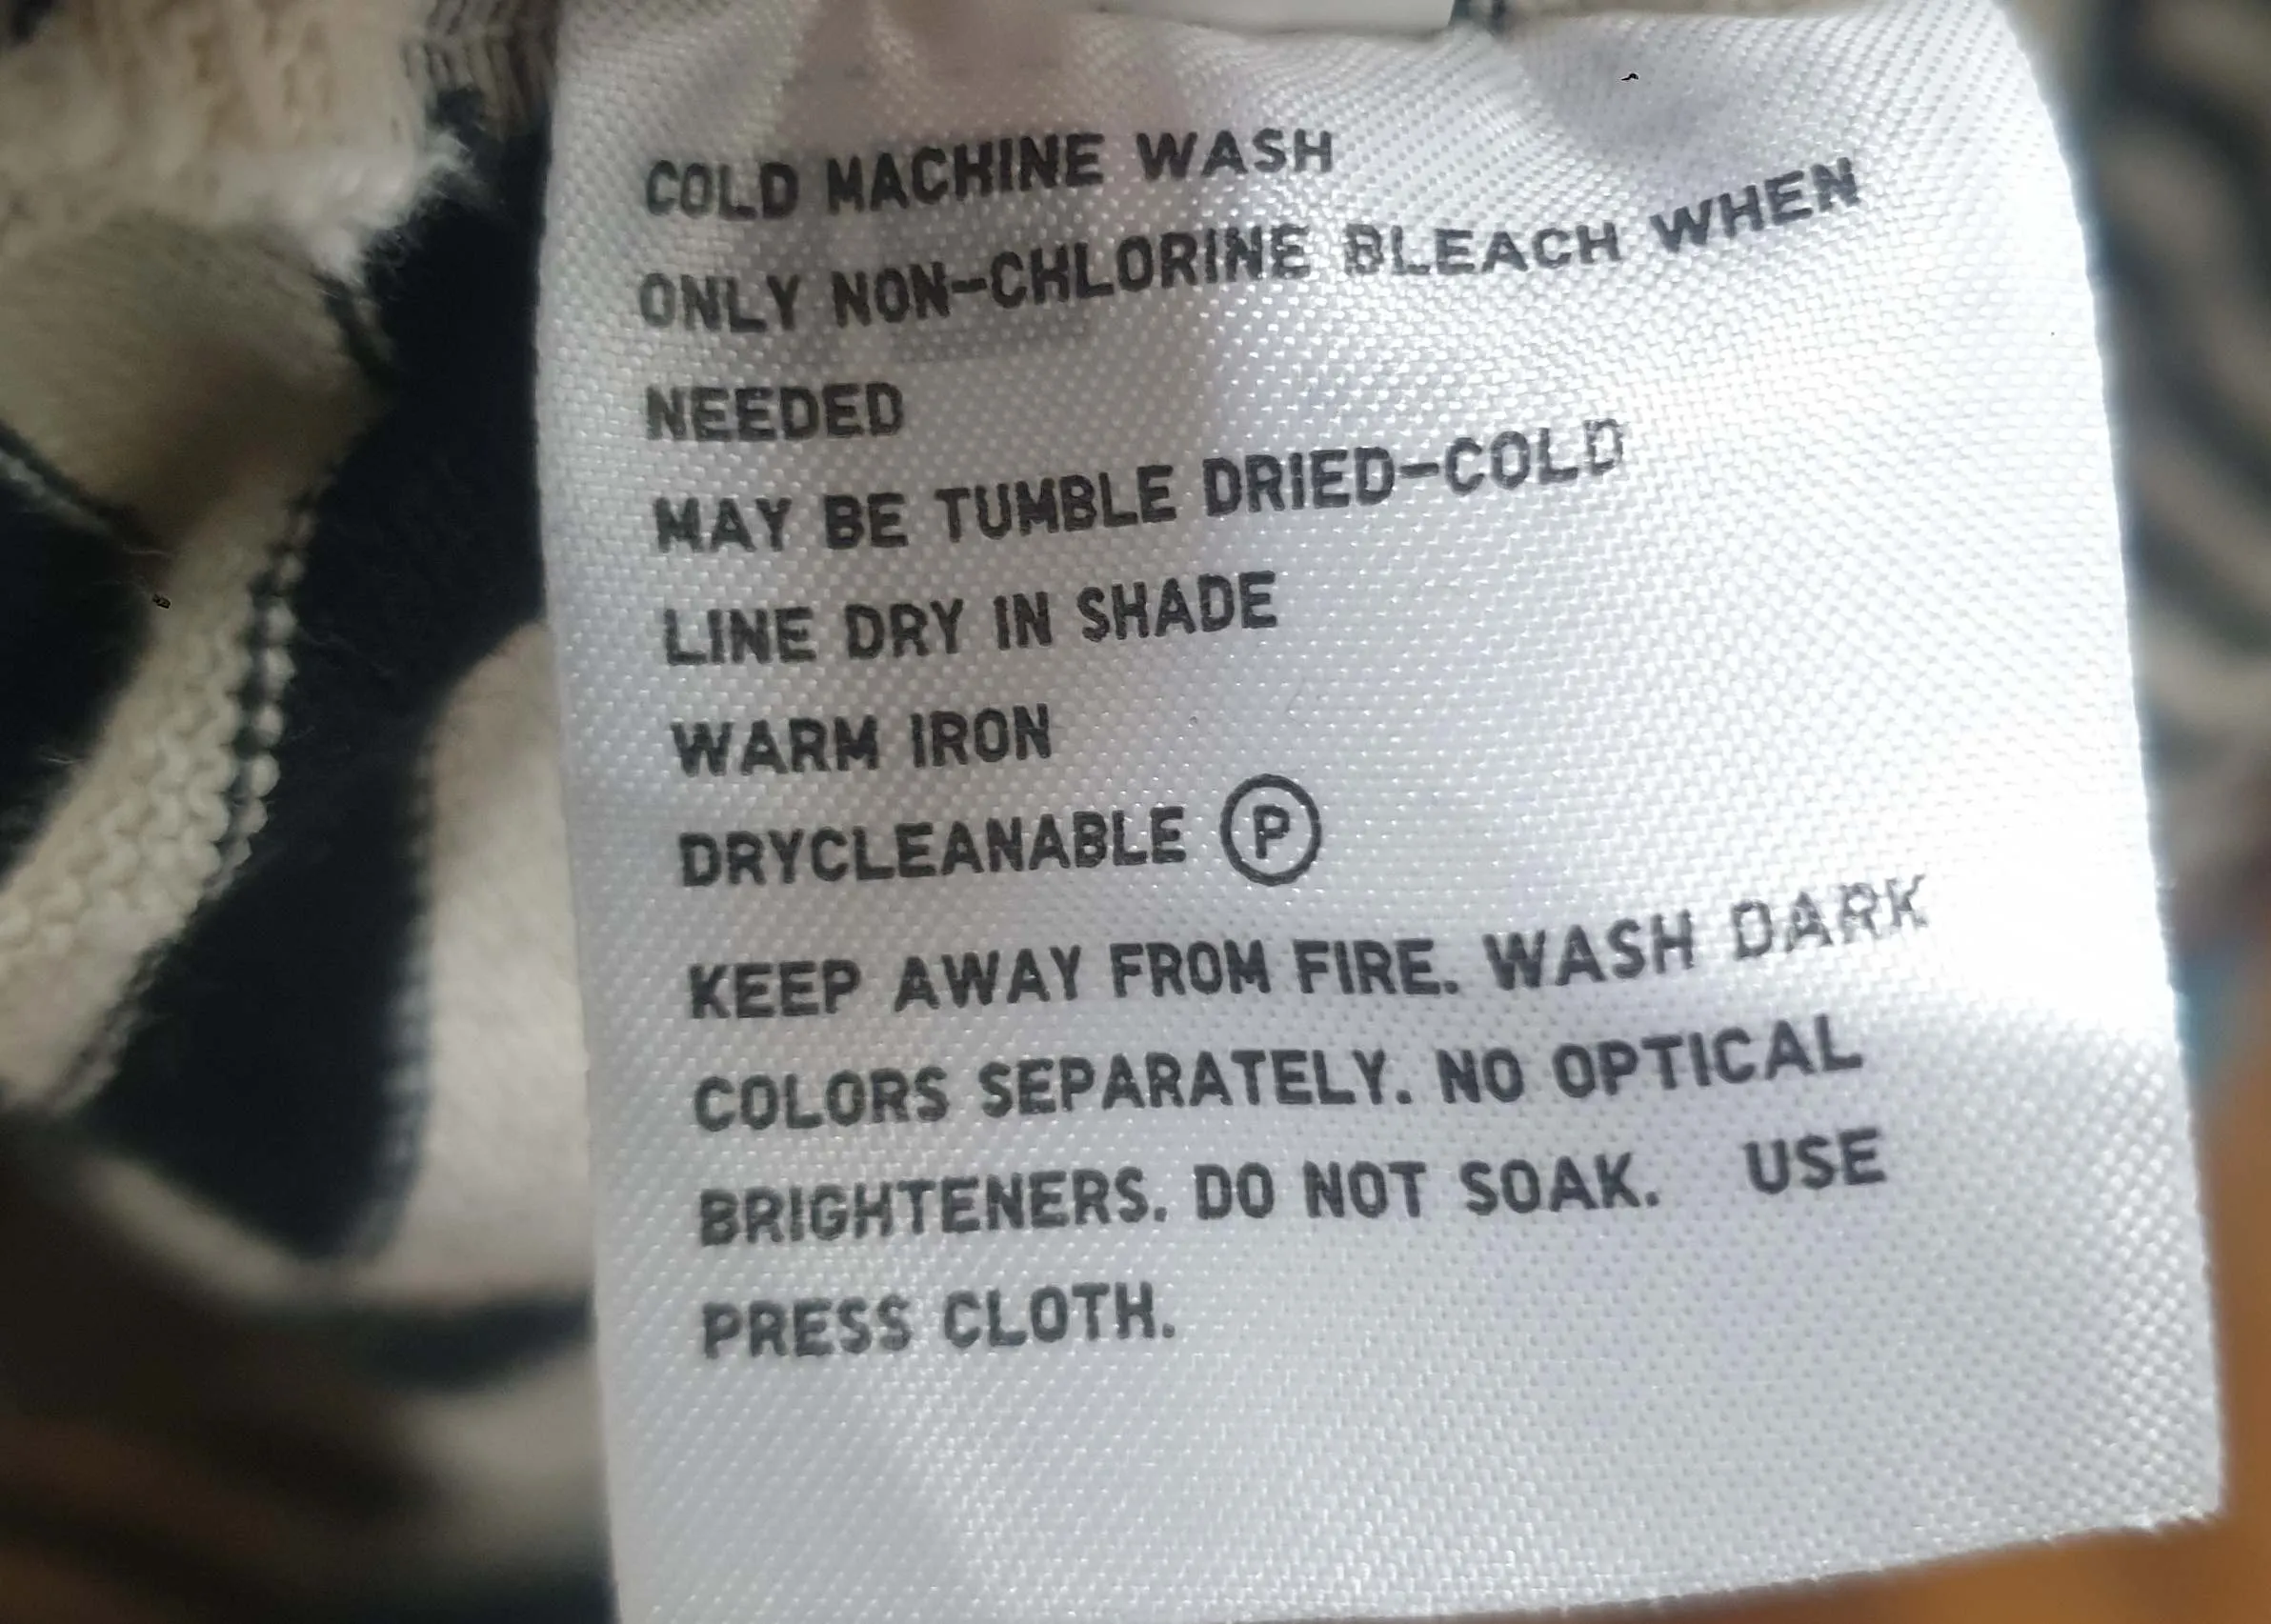 COLD MACHINE WASH
ONLY NON-CHLORINE BLEACH WHEN
NEEDED
MAY BE TUMBLE DRIED-COLD
LINE DRY IN SHADE
WARM IRON
DRYCLEANABLE Ⓟ
KEEP AWAY FROM FIRE. WASH DARK
COLORS SEPARATELY. NO OPTICAL
BRIGHTENERS. DO NOT SOAK. USE
PRESS CLOTH.